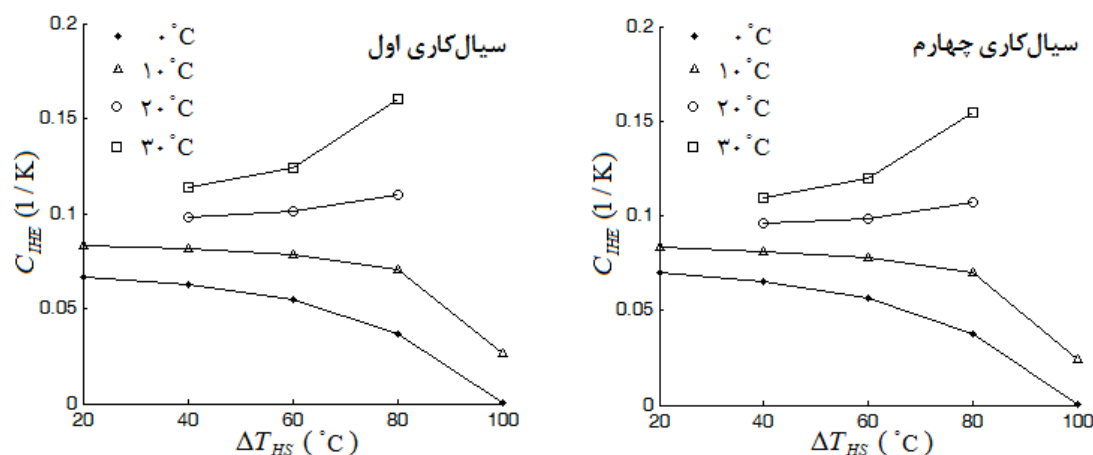 سیال‌کاری اول
۰°C
۱۰°C
۲۰°C
۳۰°C
0.2
0.15
0.1
0.05
0
C_IHE (1 / K)
20 40 60 80 100
ΔT_HS ( °C )
سیال‌کاری چهارم
۰°C
۱۰°C
۲۰°C
۳۰°C
0.2
0.15
0.1
0.05
0
C_IHE (1 / K)
20 40 60 80 100
ΔT_HS ( °C )